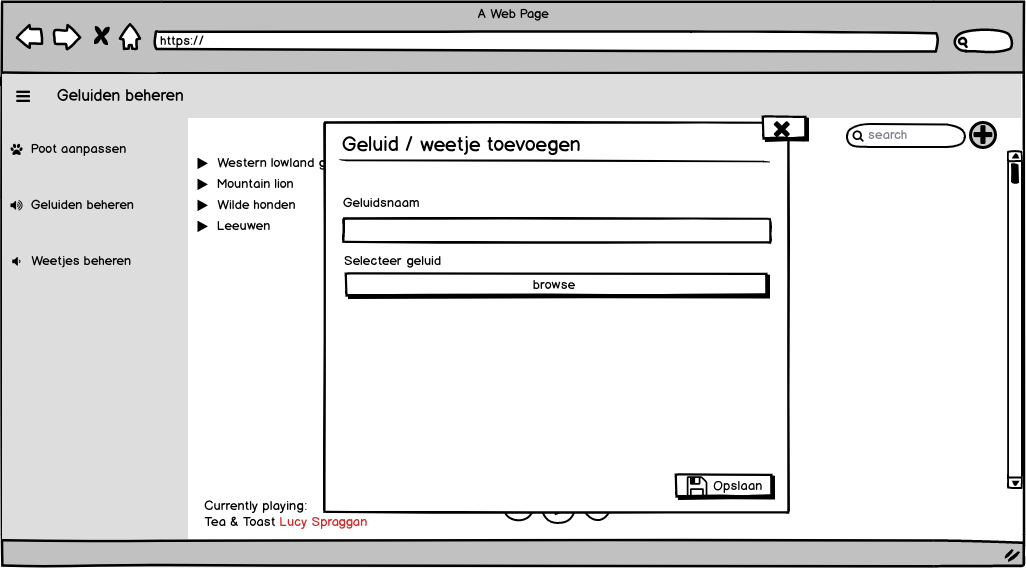 A Web Page
https://
Geluiden beheren
Poot aanpassen
Geluiden beheren
Weetjes beheren
search
Western lowland g
Mountain lion
Wilde honden
Leeuwen
Geluid / weetje toevoegen
Geluidsnaam
Selecteer geluid
browse
Opslaan
Currently playing:
Tea & Toast Lucy Spraggan